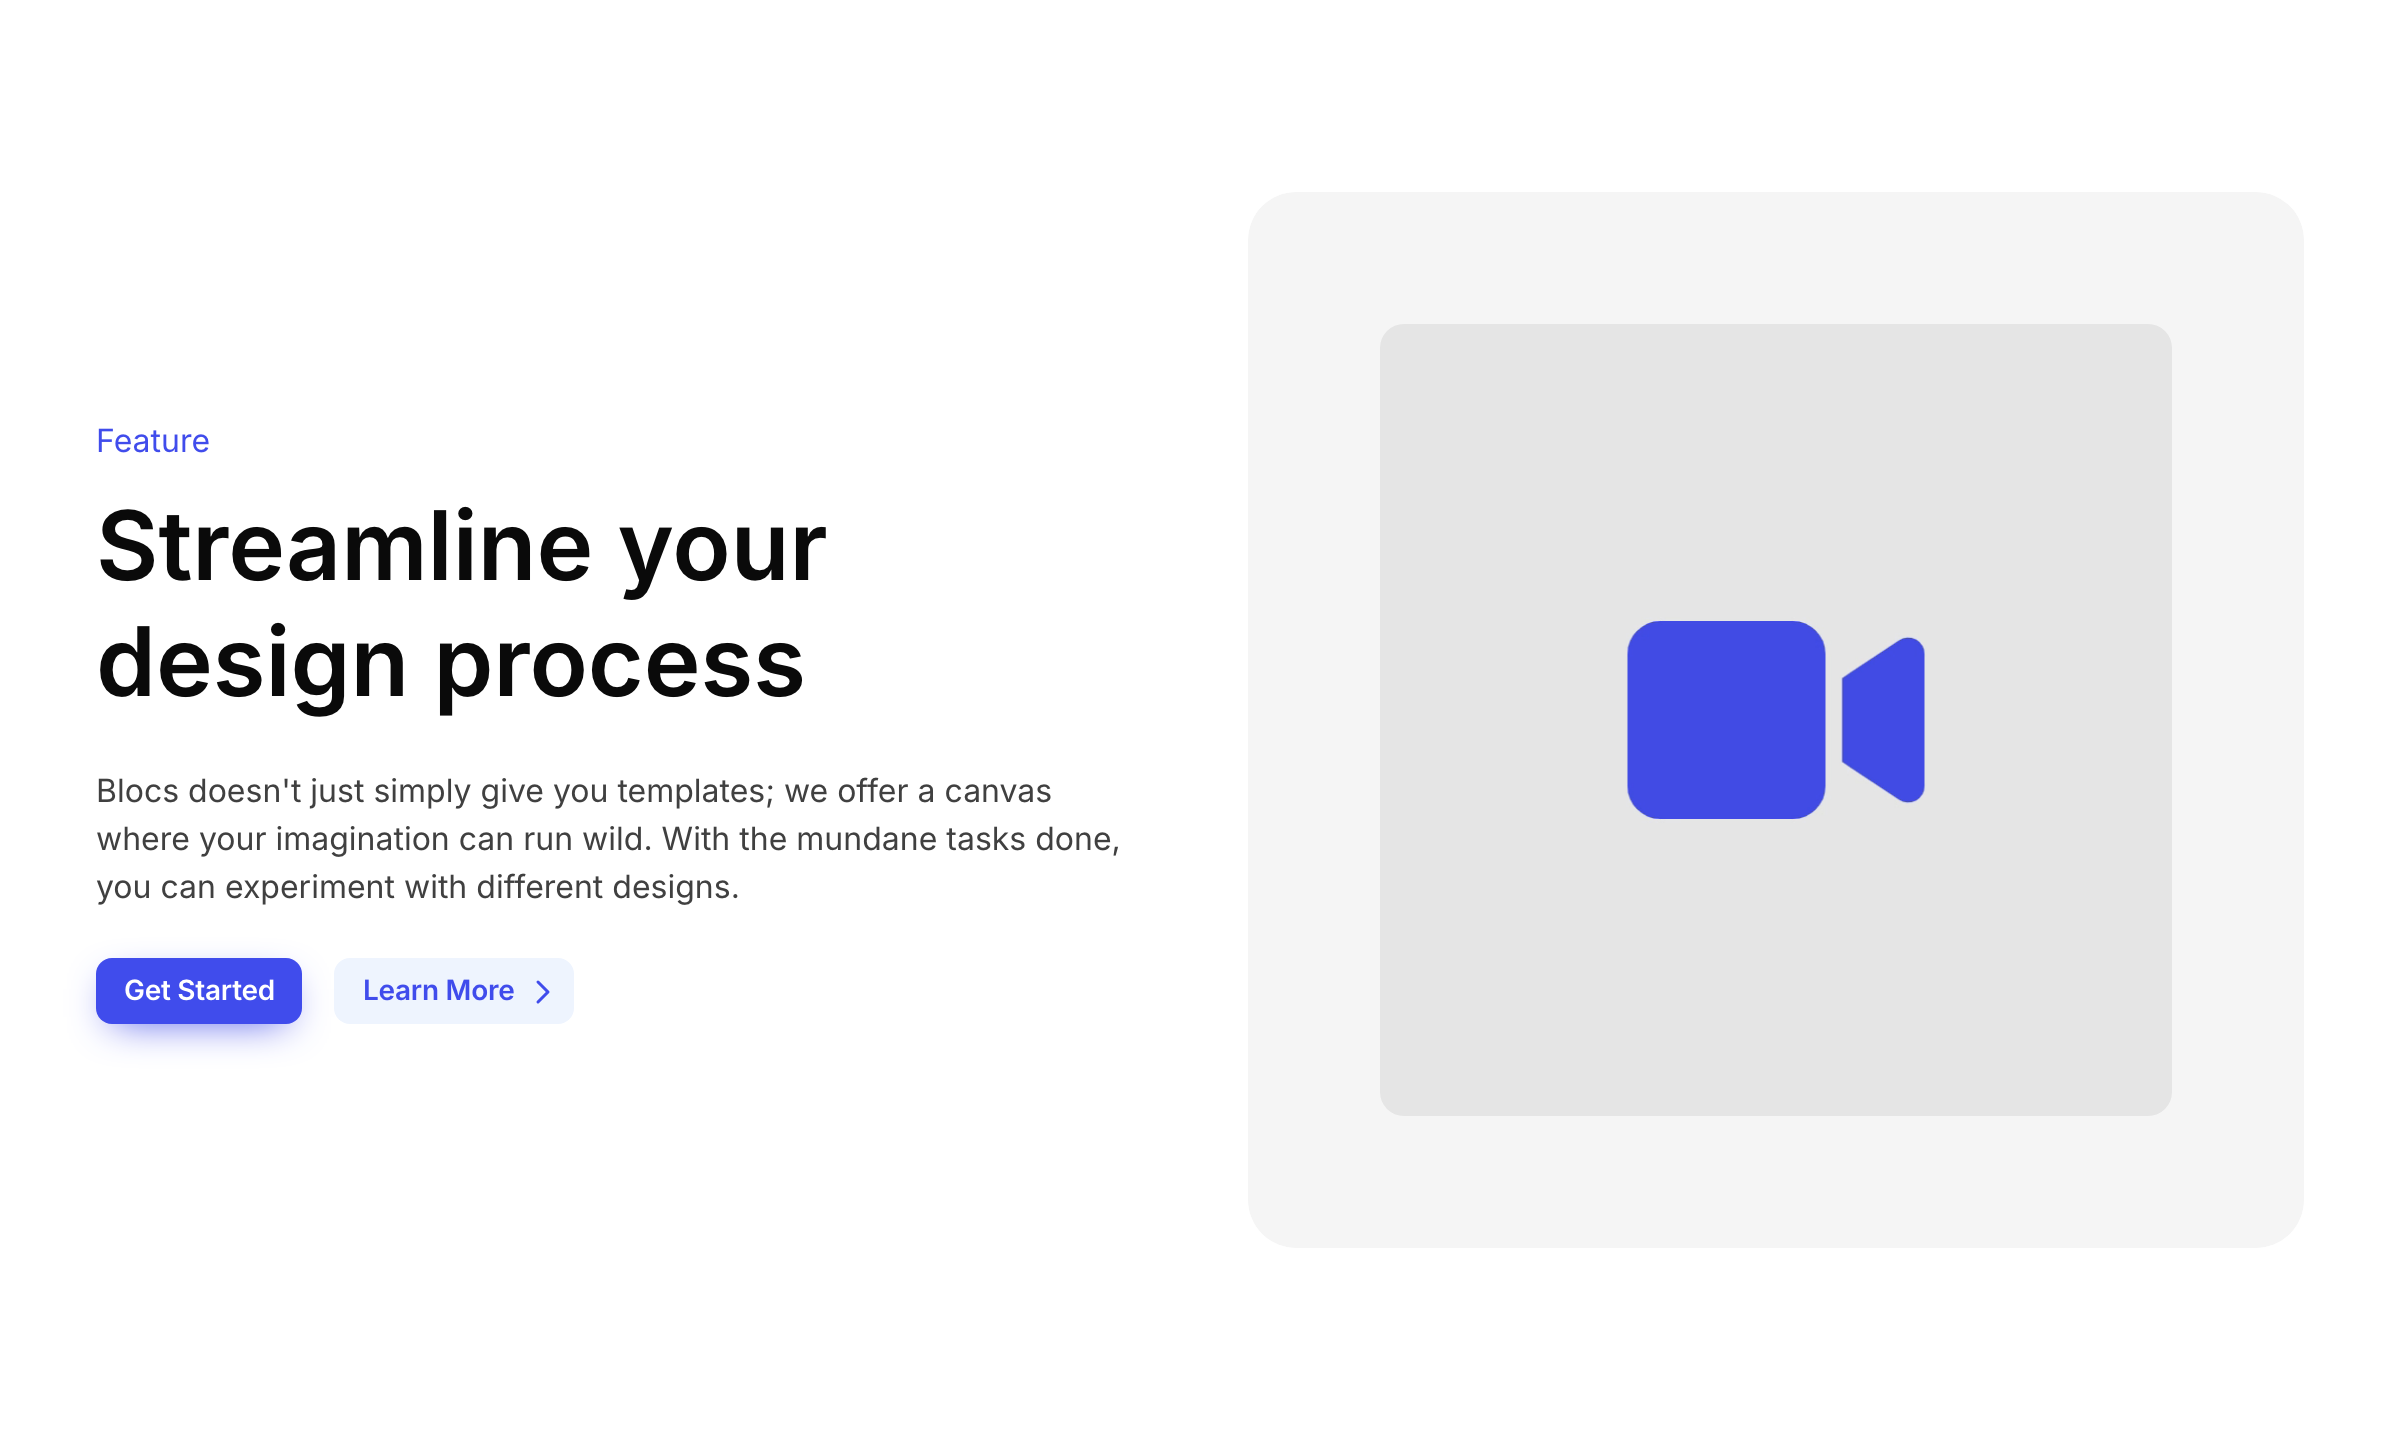 Feature
Streamline your
design process
Blocs doesn't just simply give you templates; we offer a canvas
where your imagination can run wild. With the mundane tasks done,
you can experiment with different designs.
Get Started
Learn More